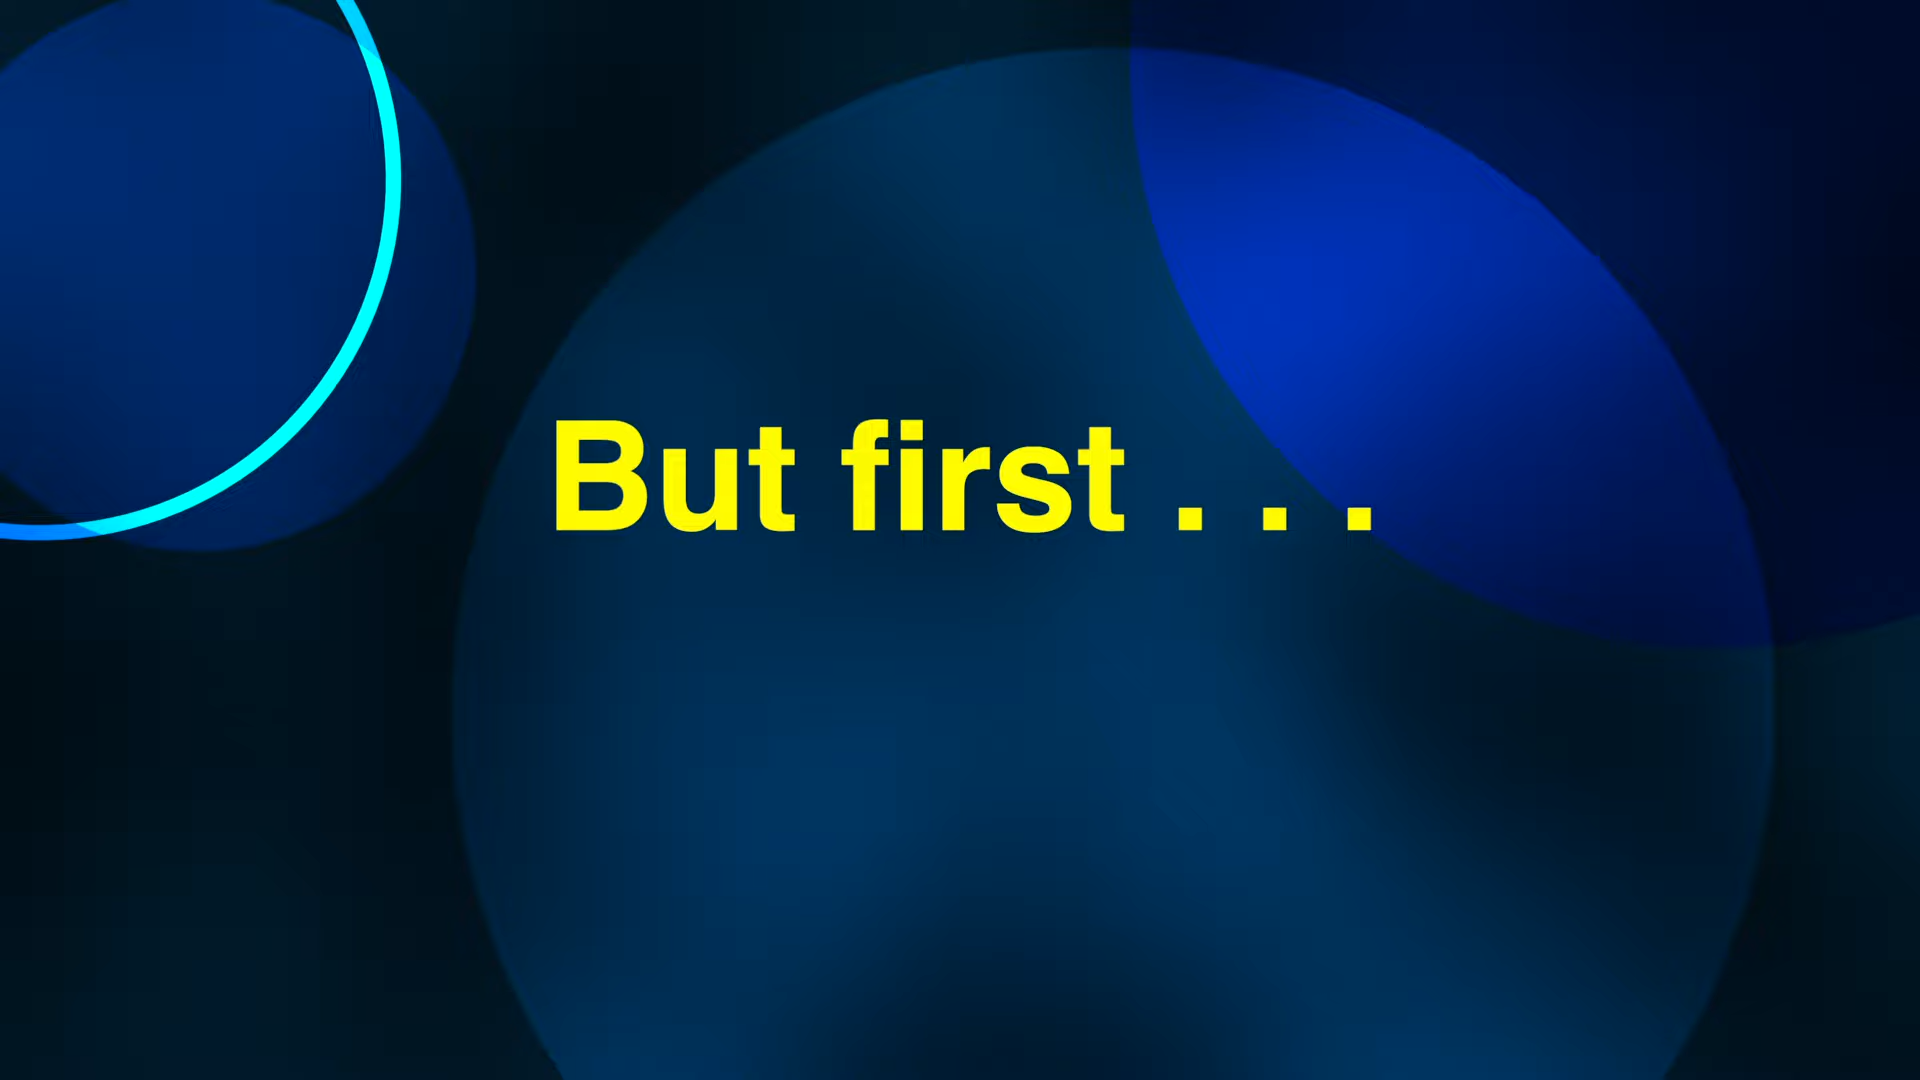 But first . . .